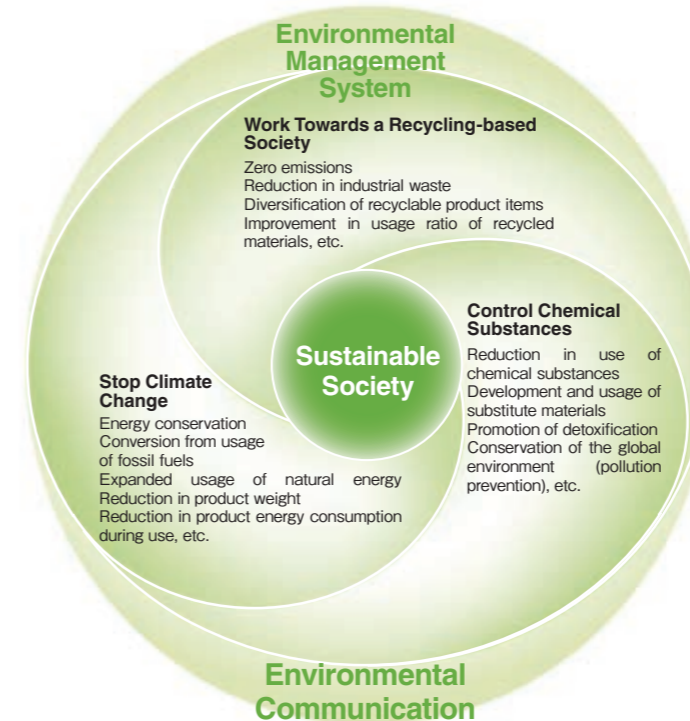 Environmental
Management
System
Work Towards a Recycling-based
Society
Zero emissions
Reduction in industrial waste
Diversification of recyclable product items
Improvement in usage ratio of recycled
materials, etc.
Sustainable
Society
Control Chemical
Substances
Reduction in use of
chemical substances
Development and usage of
substitute materials
Promotion of detoxification
Conservation of the global
environment (pollution
prevention), etc.
Stop Climate
Change
Energy conservation
Conversion from usage
of fossil fuels
Expanded usage of natural energy
Reduction in product weight
Reduction in product energy consumption
during use, etc.
Environmental
Communication